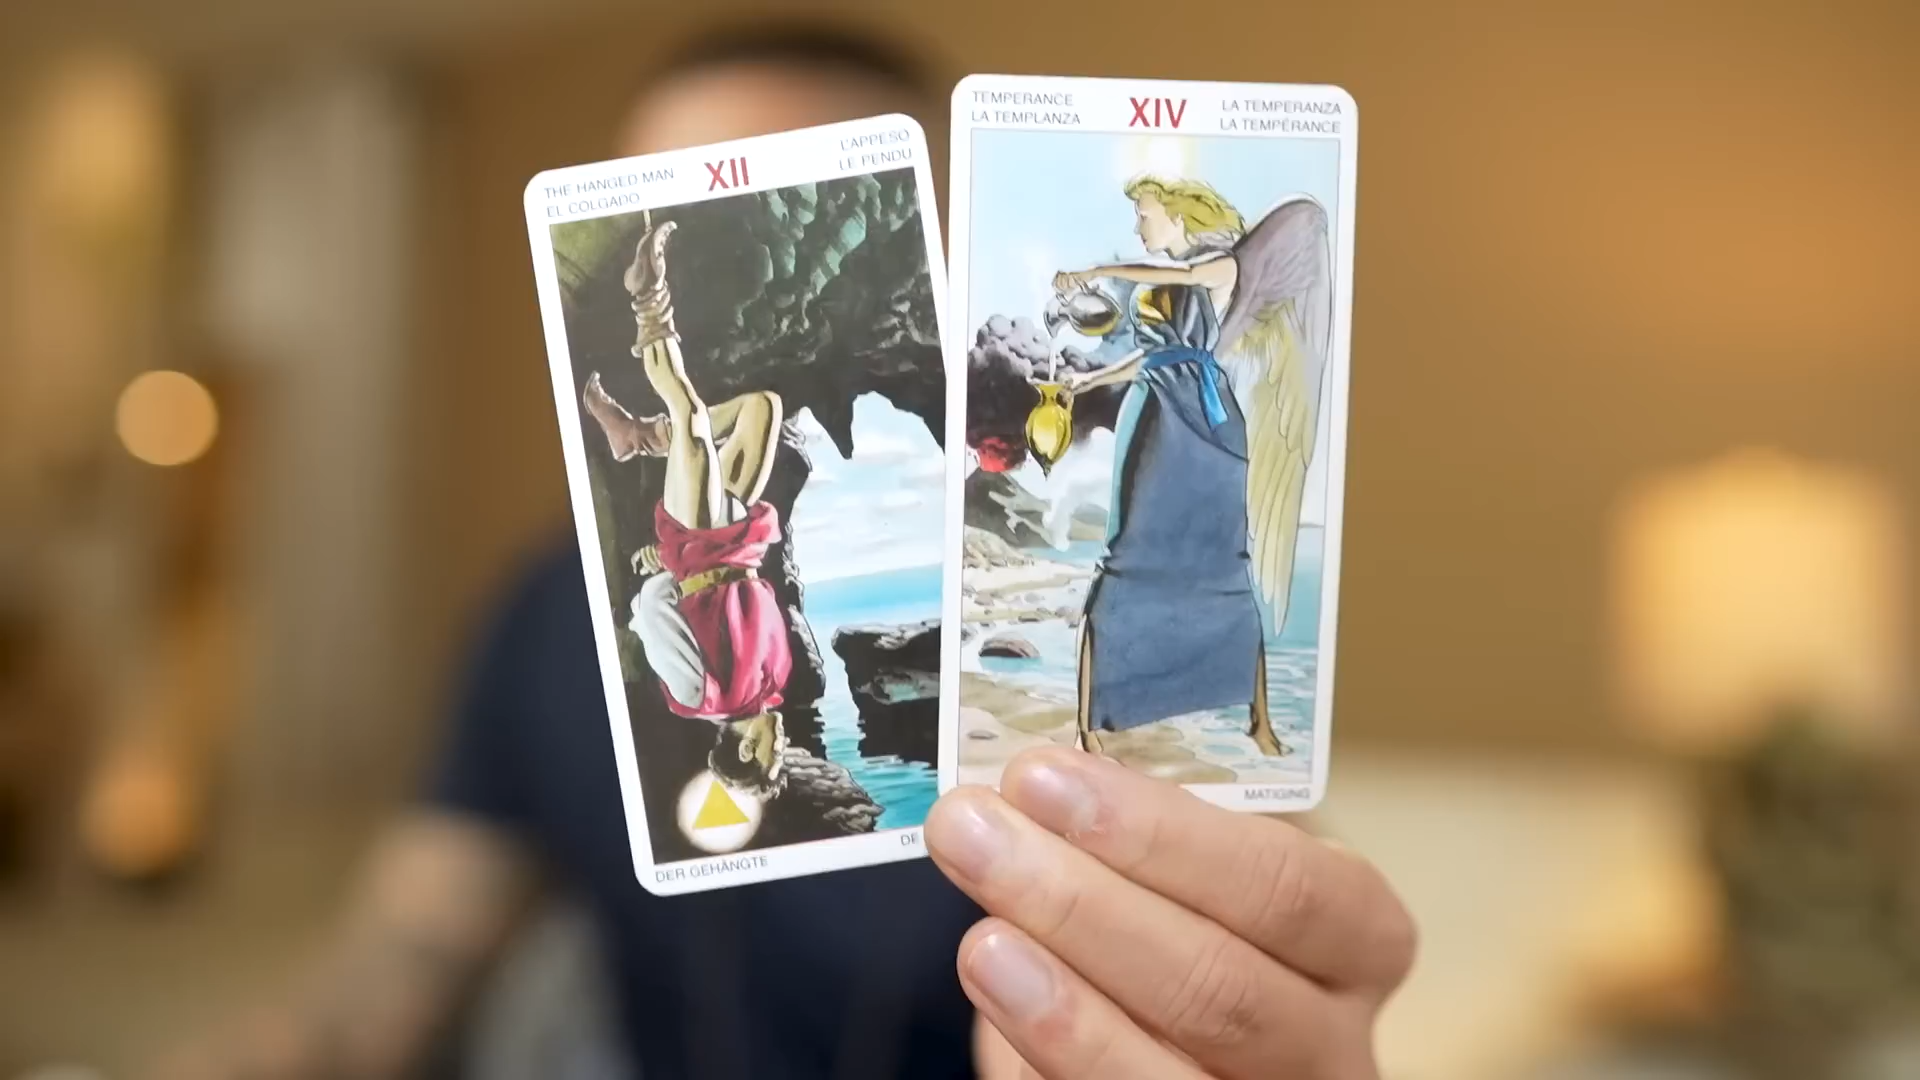 THE HANGED MAN
EL COLGADO
XII
L'APPESO
LE PENDU
DER GEHÄNGTE
DE
TEMPERANCE
LA TEMPLANZA
XIV
LA TEMPERANZA
LA TEMPÉRANCE
MATIGING